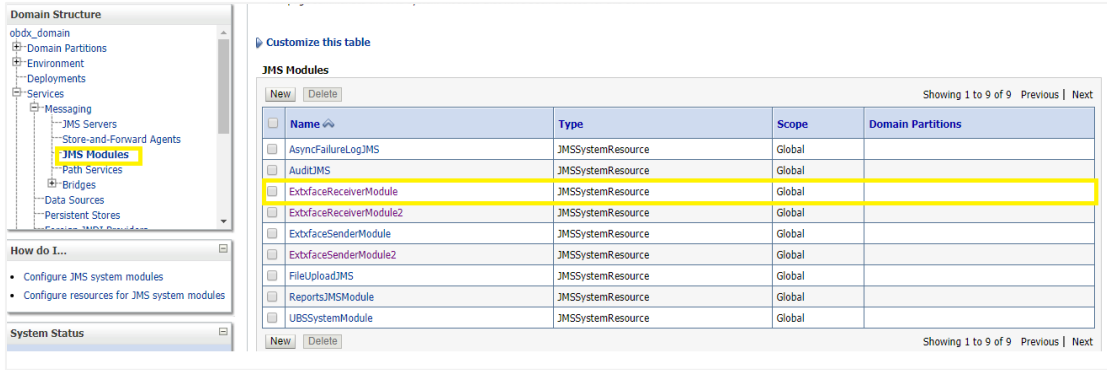 Domain Structure
obdx_domain
Domain Partitions
Environment
Deployments
Services
Messaging
JMS Servers
Store-and-Forward Agents
JMS Modules
Path Services
Bridges
Data Sources
Persistent Stores
How do I...
Configure JMS system modules
Configure resources for JMS system modules
System Status
Customize this table
JMS Modules
New Delete Showing 1 to 9 of 9 Previous | Next
Name Type Scope Domain Partitions
AsyncFailureLogJMS JMSSystemResource Global
AuditJMS JMSSystemResource Global
ExtxfaceReceiverModule JMSSystemResource Global
ExtxfaceReceiverModule2 JMSSystemResource Global
ExtxfaceSenderModule JMSSystemResource Global
ExtxfaceSenderModule2 JMSSystemResource Global
FileUploadJMS JMSSystemResource Global
ReportsJMSModule JMSSystemResource Global
UBSSystemModule JMSSystemResource Global
New Delete Showing 1 to 9 of 9 Previous | Next